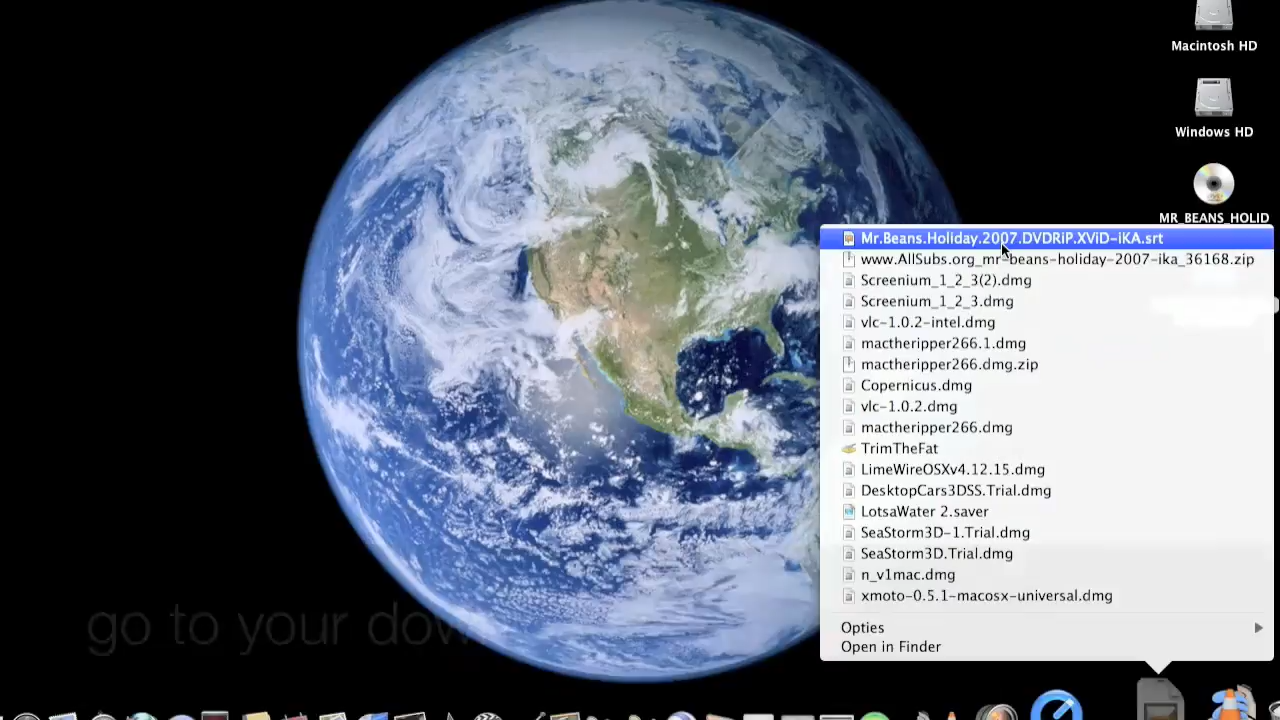 Macintosh HD
Windows HD
MR_BEANS_HOLID
Mr.Beans.Holiday.2007.DVDRiP.XViD-iKA.srt
www.AllSubs.org_mr-beans-holiday-2007-ika_36168.zip
Screenium_1_2_3(2).dmg
Screenium_1_2_3.dmg
vlc-1.0.2-intel.dmg
mactheripper266.1.dmg
mactheripper266.dmg.zip
Copernicus.dmg
vlc-1.0.2.dmg
mactheripper266.dmg
TrimTheFat
LimeWireOSXv4.12.15.dmg
DesktopCars3DSS.Trial.dmg
LotsaWater 2.saver
SeaStorm3D-1.Trial.dmg
SeaStorm3D.Trial.dmg
n_v1mac.dmg
xmoto-0.5.1-macosx-universal.dmg
go to your dow
Opties
Open in Finder